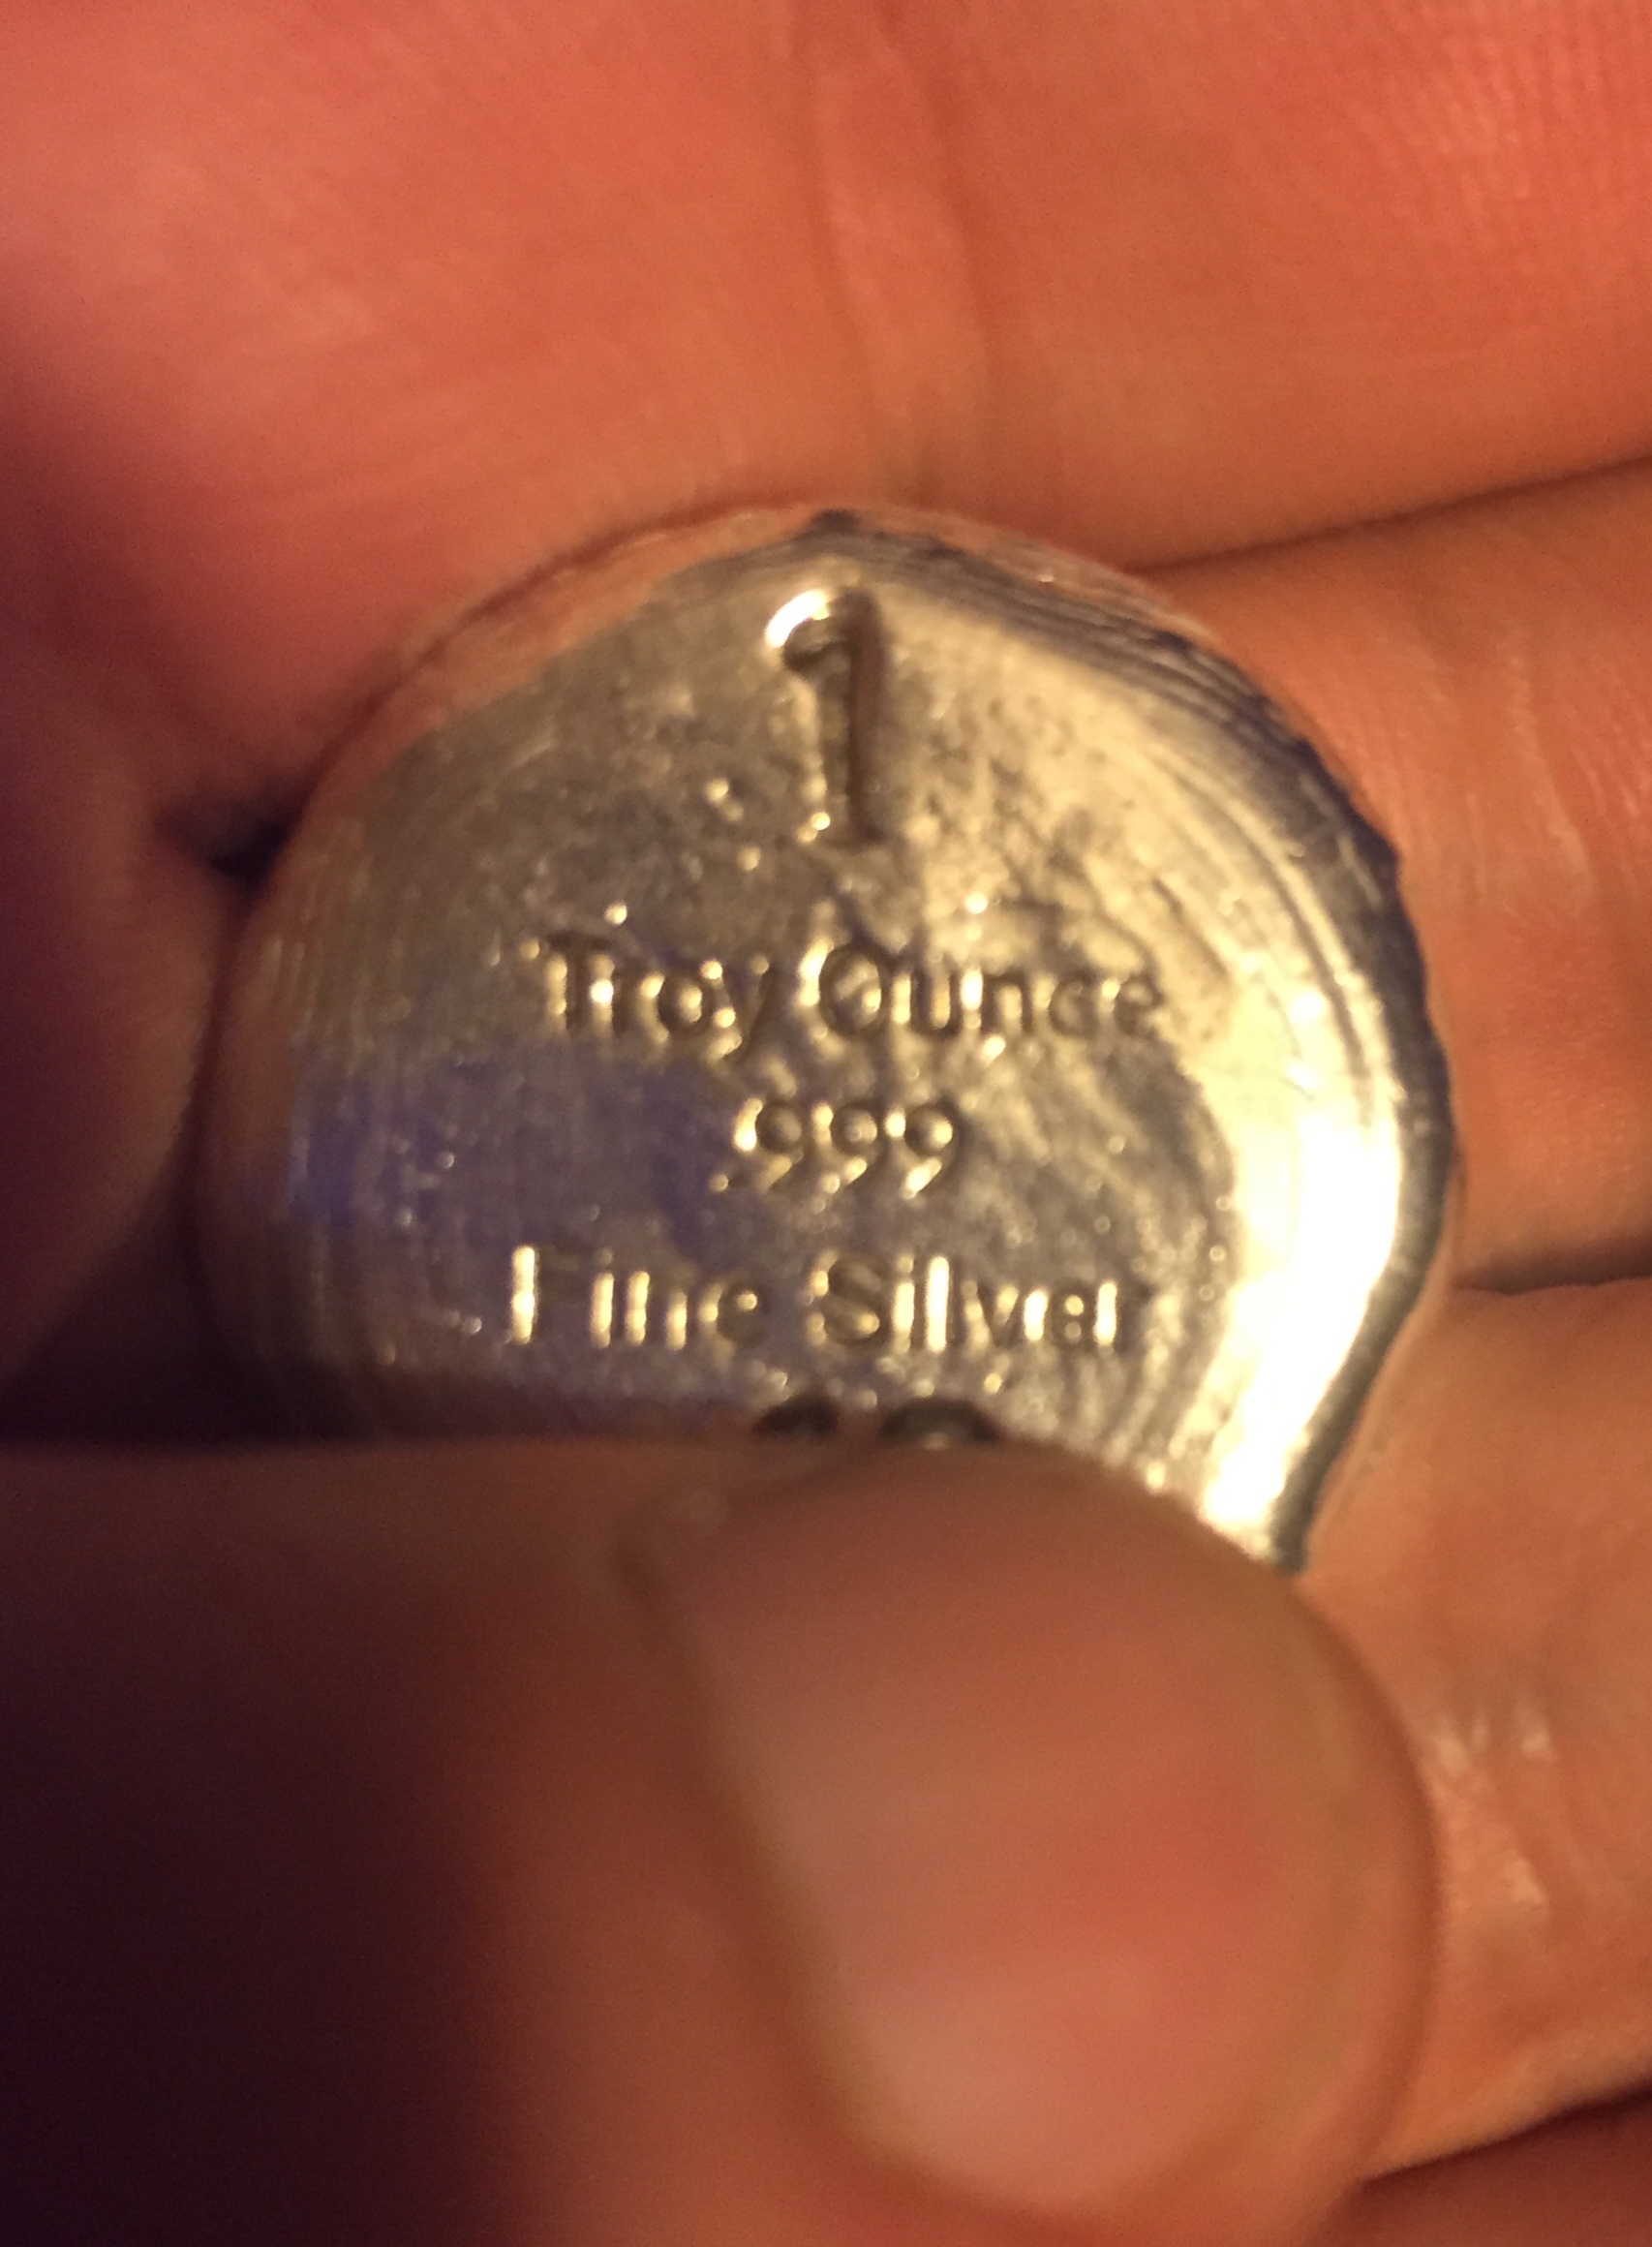 1
Troy Ounce
.999
Fine Silver